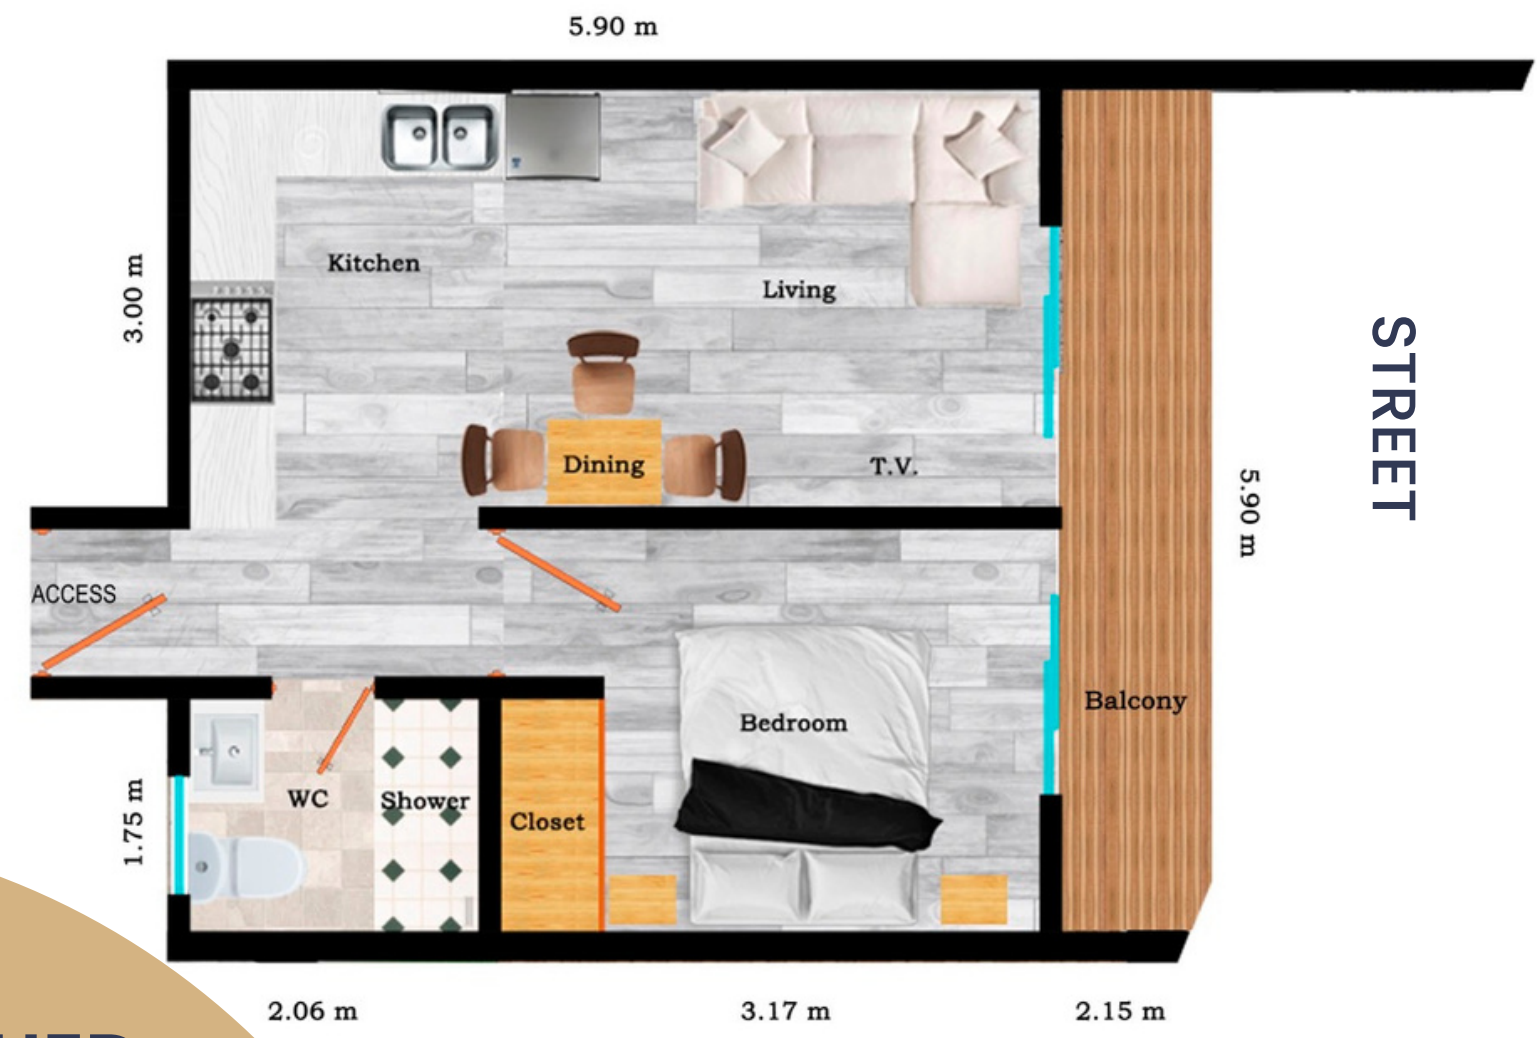 5.90 m
Kitchen
3.00 m
Living
STREET
Dining
T.V.
5.90 m
ACCESS
Balcony
Bedroom
WC
Shower
Closet
1.75 m
2.06 m
3.17 m
2.15 m